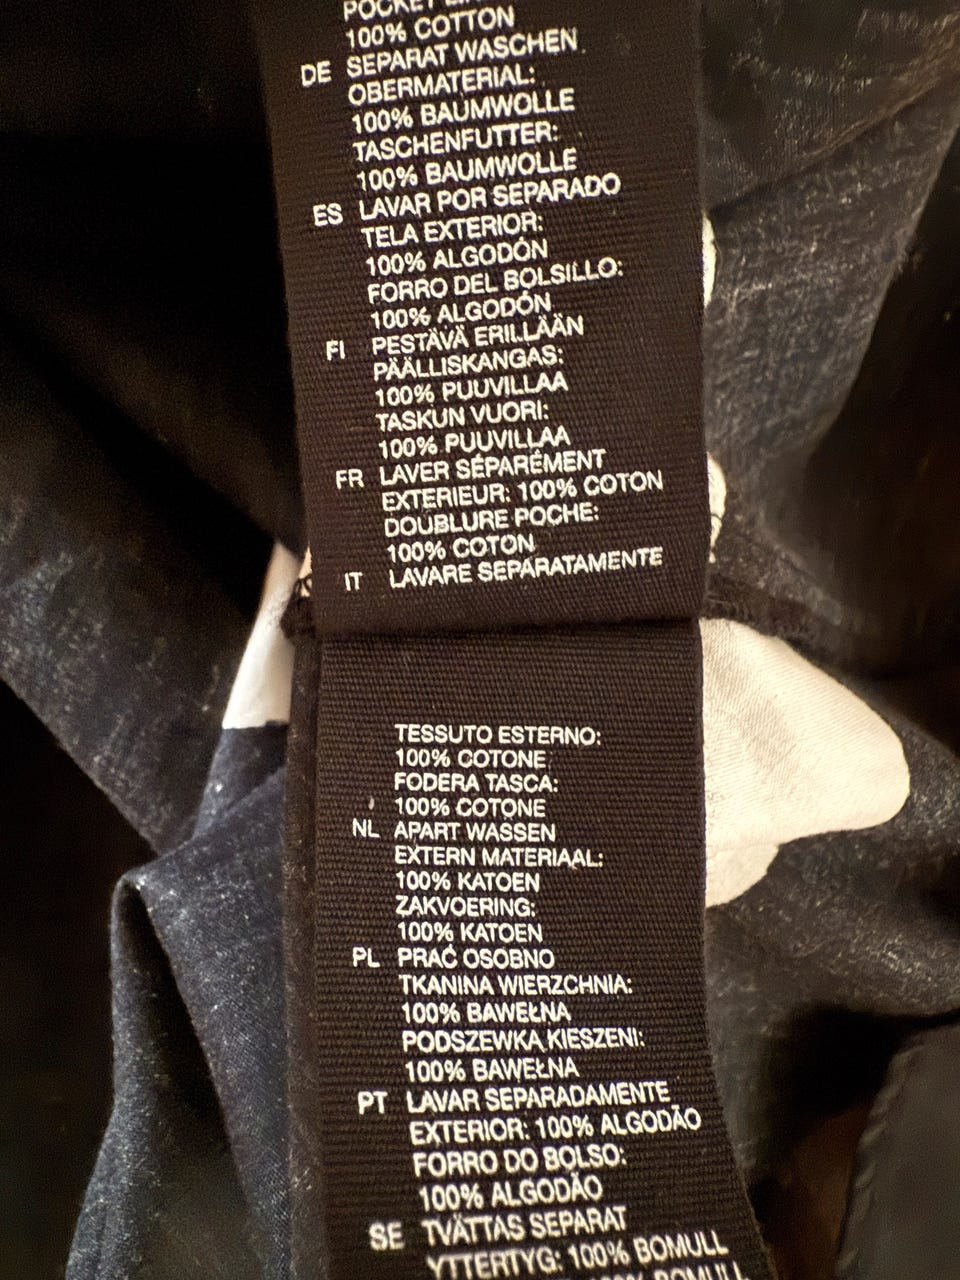 POCKET
100% COTTON
DE SEPARAT WASCHEN
OBERMATERIAL:
100% BAUMWOLLE
TASCHENFUTTER:
100% BAUMWOLLE
ES LAVAR POR SEPARADO
TELA EXTERIOR:
100% ALGODÓN
FORRO DEL BOLSILLO:
100% ALGODÓN
FI PESTÄVÄ ERILLÄÄN
PÄÄLLISKANGAS:
100% PUUVILLAA
TASKUN VUORI:
100% PUUVILLAA
FR LAVER SÉPARÉMENT
EXTERIEUR: 100% COTON
DOUBLURE POCHE:
100% COTON
IT LAVARE SEPARATAMENTE
TESSUTO ESTERNO:
100% COTONE
FODERA TASCA:
100% COTONE
NL APART WASSEN
EXTERN MATERIAAL:
100% KATOEN
ZAKVOERING:
100% KATOEN
PL PRAĆ OSOBNO
TKANINA WIERZCHNIA:
100% BAWEŁNA
PODSZEWKA KIESZENI:
100% BAWEŁNA
PT LAVAR SEPARADAMENTE
EXTERIOR: 100% ALGODÃO
FORRO DO BOLSO:
100% ALGODÃO
SE TVÄTTAS SEPARAT
YTTERTYG: 100% BOMULL
100% BOMULL